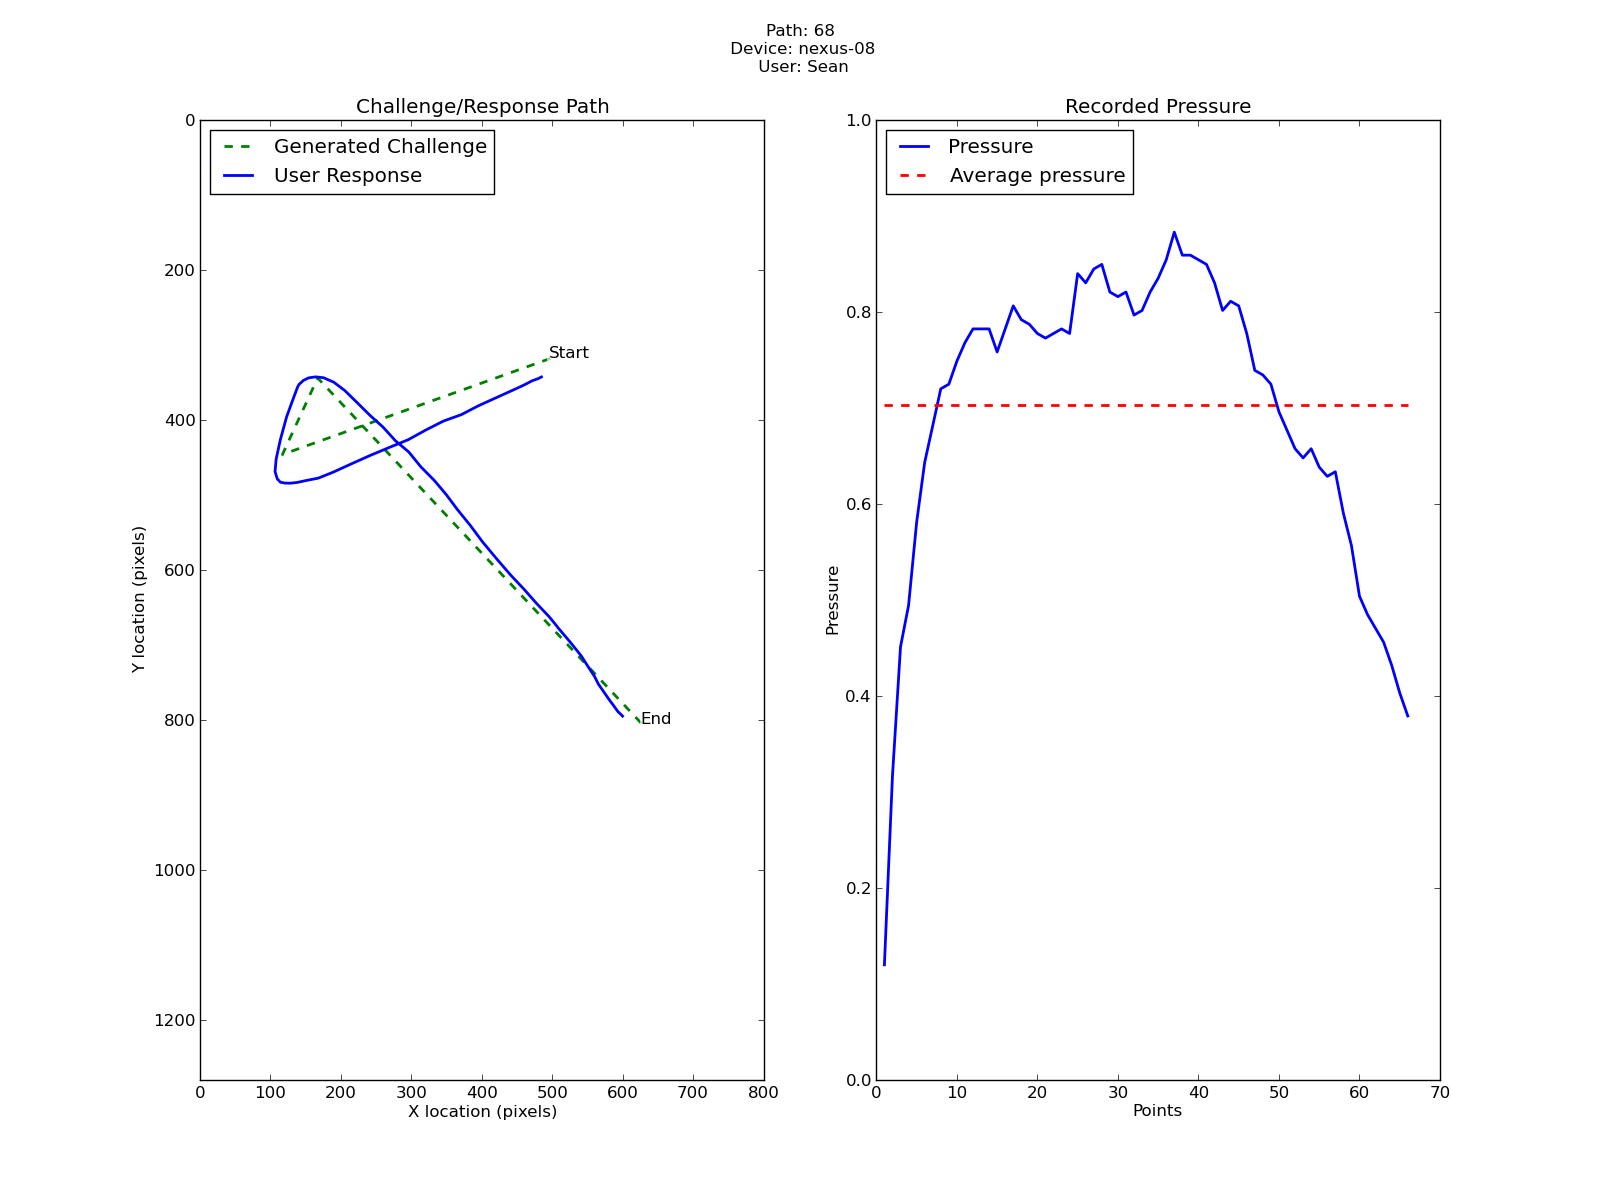 Path: 68
Device: nexus-08
User: Sean
Challenge/Response Path
Generated Challenge
User Response
Start
End
0
200
400
600
800
1000
1200
Y location (pixels)
0 100 200 300 400 500 600 700 800
X location (pixels)
Recorded Pressure
Pressure
Average pressure
1.0
0.8
0.6
0.4
0.2
0.0
Pressure
0 10 20 30 40 50 60 70
Points